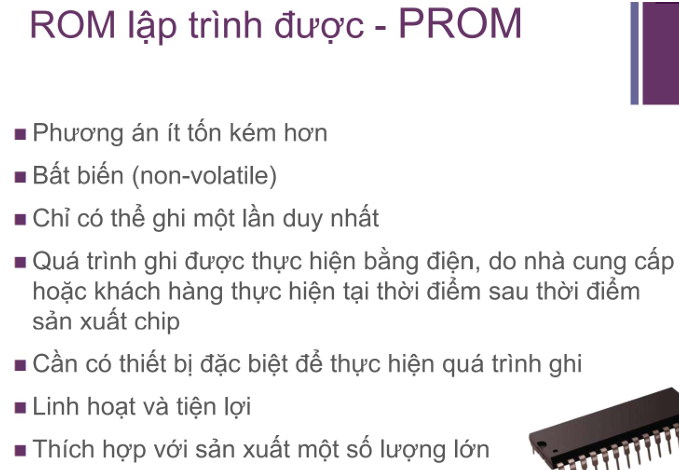 ROM lập trình được - PROM
Phương án ít tốn kém hơn
Bất biến (non-volatile)
Chỉ có thể ghi một lần duy nhất
Quá trình ghi được thực hiện bằng điện, do nhà cung cấp
hoặc khách hàng thực hiện tại thời điểm sau thời điểm
sản xuất chip
Cần có thiết bị đặc biệt để thực hiện quá trình ghi
Linh hoạt và tiện lợi
Thích hợp với sản xuất một số lượng lớn